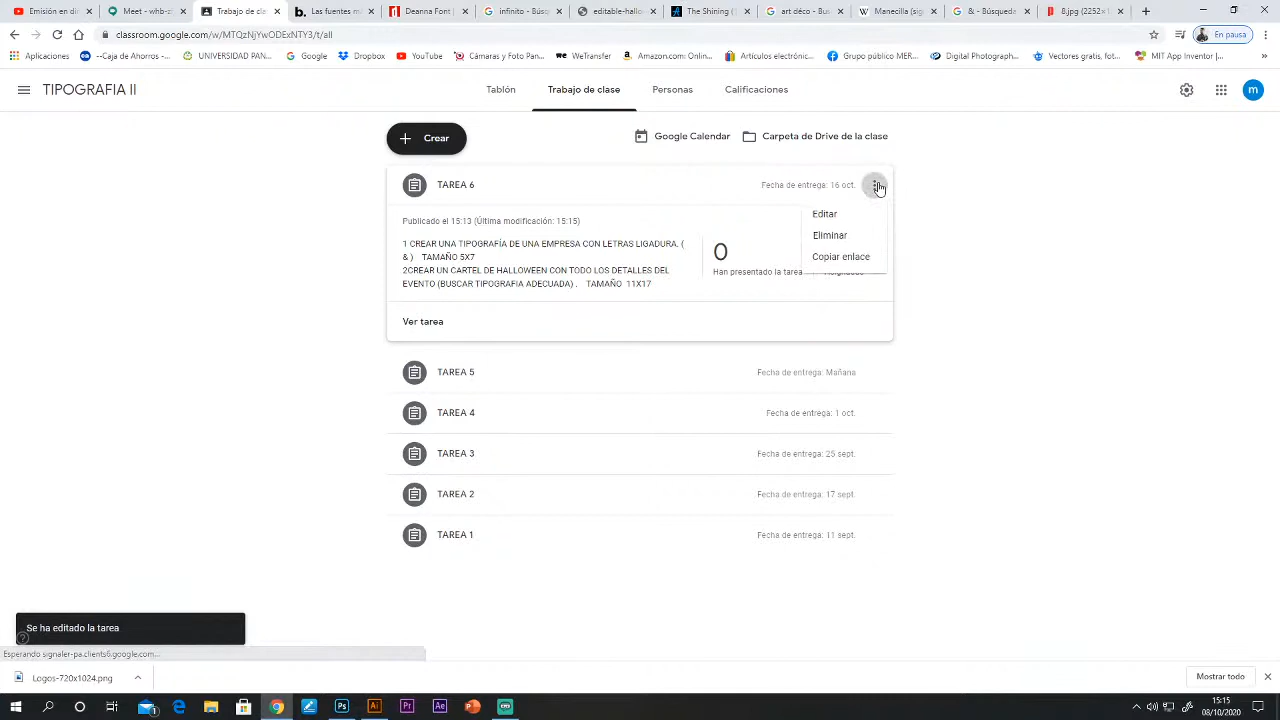 Emisión en di
Meet - wtb-c
Trabajo de cla
Las fuentes má
Deanna Font |
infinito - Búsq
editable-hallo
The Shining (
art déco - Bus
Manecilla (sig
& - Búsqueda
8.jpg (2252×1
classroom.google.com/w/MTQzNjYwODExNTY3/t/all
En pausa
Aplicaciones
--Caja de Ahorros-...
UNIVERSIDAD PAN...
Google
Dropbox
YouTube
Cámaras y Foto Pan...
WeTransfer
Amazon.com: Onlin...
Artículos electrónic...
Grupo público MER...
Digital Photograph...
Vectores gratis, fot...
MIT App Inventor |...
TIPOGRAFIA II
Tablón
Trabajo de clase
Personas
Calificaciones
m
Crear
Google Calendar
Carpeta de Drive de la clase
TAREA 6
Fecha de entrega: 16 oct.
Editar
Eliminar
Copiar enlace
Publicado el 15:13 (Última modificación: 15:15)
1 CREAR UNA TIPOGRAFÍA DE UNA EMPRESA CON LETRAS LIGADURA. (
& ) TAMAÑO 5X7
2CREAR UN CARTEL DE HALLOWEEN CON TODO LOS DETALLES DEL
EVENTO (BUSCAR TIPOGRAFIA ADECUADA) . TAMAÑO 11X17
0
Han presentado la tarea
Ver tarea
TAREA 5
Fecha de entrega: Mañana
TAREA 4
Fecha de entrega: 1 oct.
TAREA 3
Fecha de entrega: 25 sept.
TAREA 2
Fecha de entrega: 17 sept.
TAREA 1
Fecha de entrega: 11 sept.
Se ha editado la tarea
Esperando signaler-pa.clients6.google.com...
Logos-720x1024.png
Mostrar todo
15:15
08/10/2020